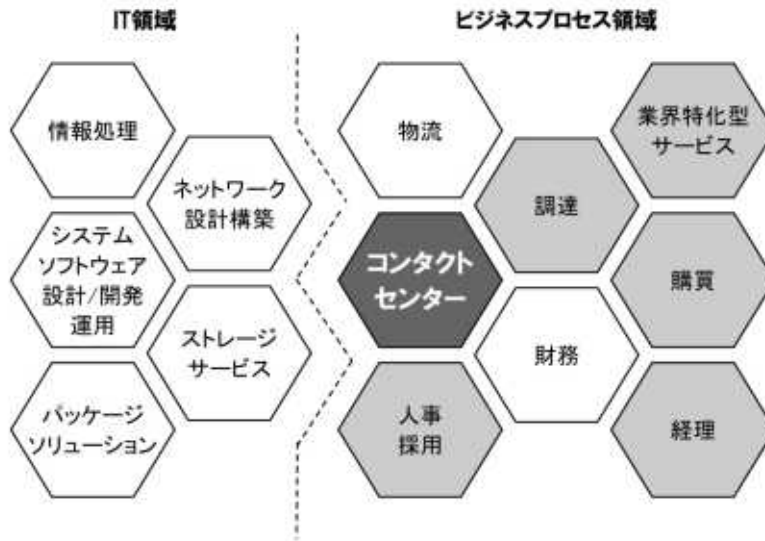 IT領域
ビジネスプロセス領域
情報処理
ネットワーク
設計構築
システム
ソフトウェア
設計/開発
運用
ストレージ
サービス
パッケージ
ソリューション
物流
業界特化型
サービス
調達
コンタクト
センター
購買
財務
人事
採用
経理